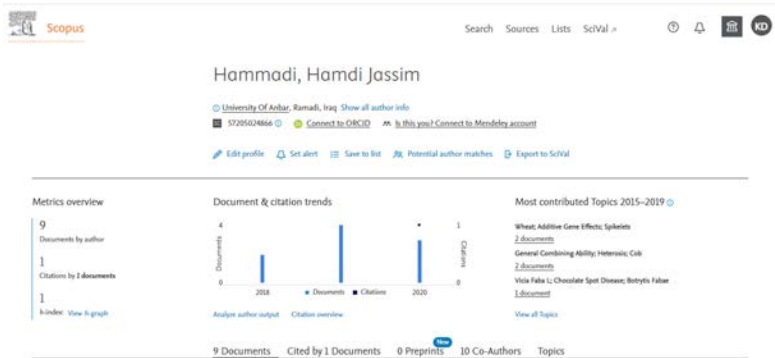 Scopus
Search Sources Lists SciVal
KD
Hammadi, Hamdi Jassim
University Of Anbar, Ramadi, Iraq Show all author info
57205024866 Connect to ORCID Is this you? Connect to Mendeley account
Edit profile Set alert Save to list Potential author matches Export to SciVal
Metrics overview
9
Documents by author
1
Citations by 1 documents
1
h-index: View h-graph
Document & citation trends
4
1
Documents
Citations
0
0
2018
2020
Documents Citations
Analyze author output Citation overview
Most contributed Topics 2015–2019
Wheat; Additive Gene Effects; Spikelets
2 documents
General Combining Ability; Heterosis; Cob
2 documents
Vicia Faba L; Chocolate Spot Disease; Botrytis Fabae
1 document
View all Topics
New
9 Documents Cited by 1 Documents 0 Preprints 10 Co-Authors Topics